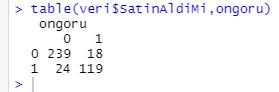 > table(veri$SatinAldiMi,ongoru)
   ongoru
      0   1
  0 239  18
  1  24 119
>